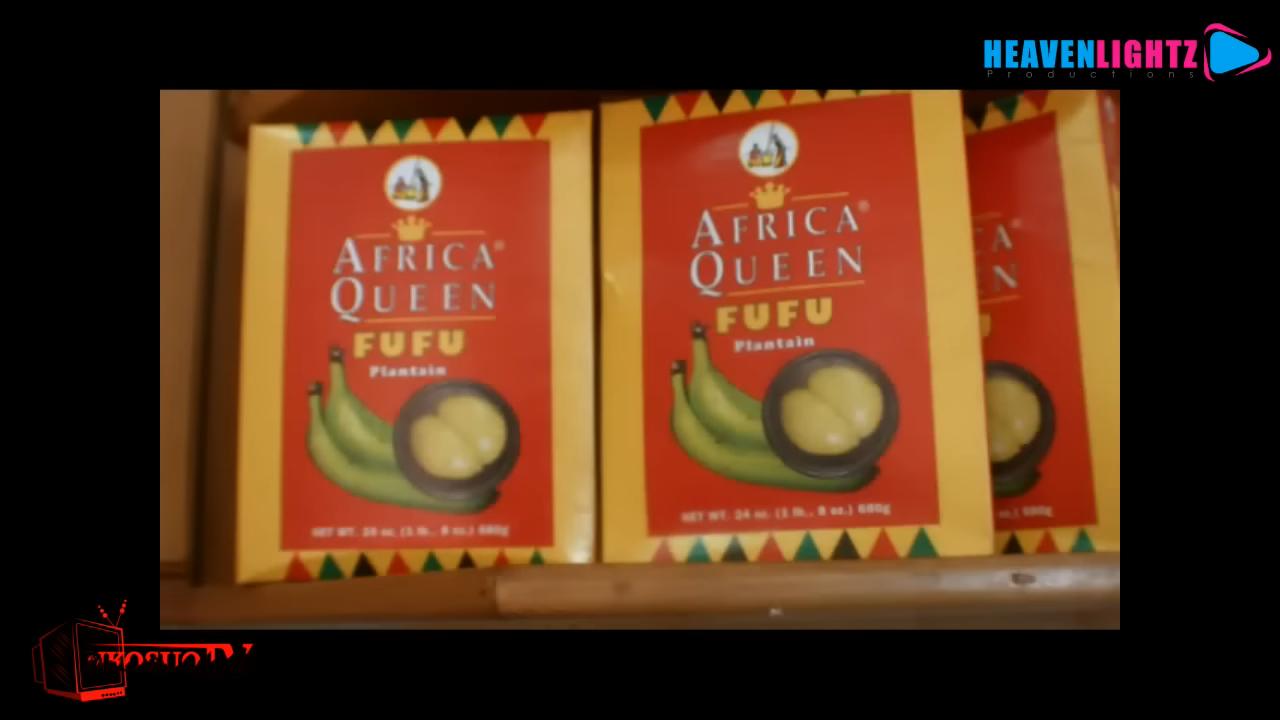 HEAVENLIGHTZ
Productions
AFRICA
QUEEN
FUFU
Plantain
NET WT. 24 oz. (1 lb., 8 oz.) 680g
AFRICA®
QUEEN
FUFU
Plantain
NET WT. 24 oz. (1 lb., 8 oz.) 680g